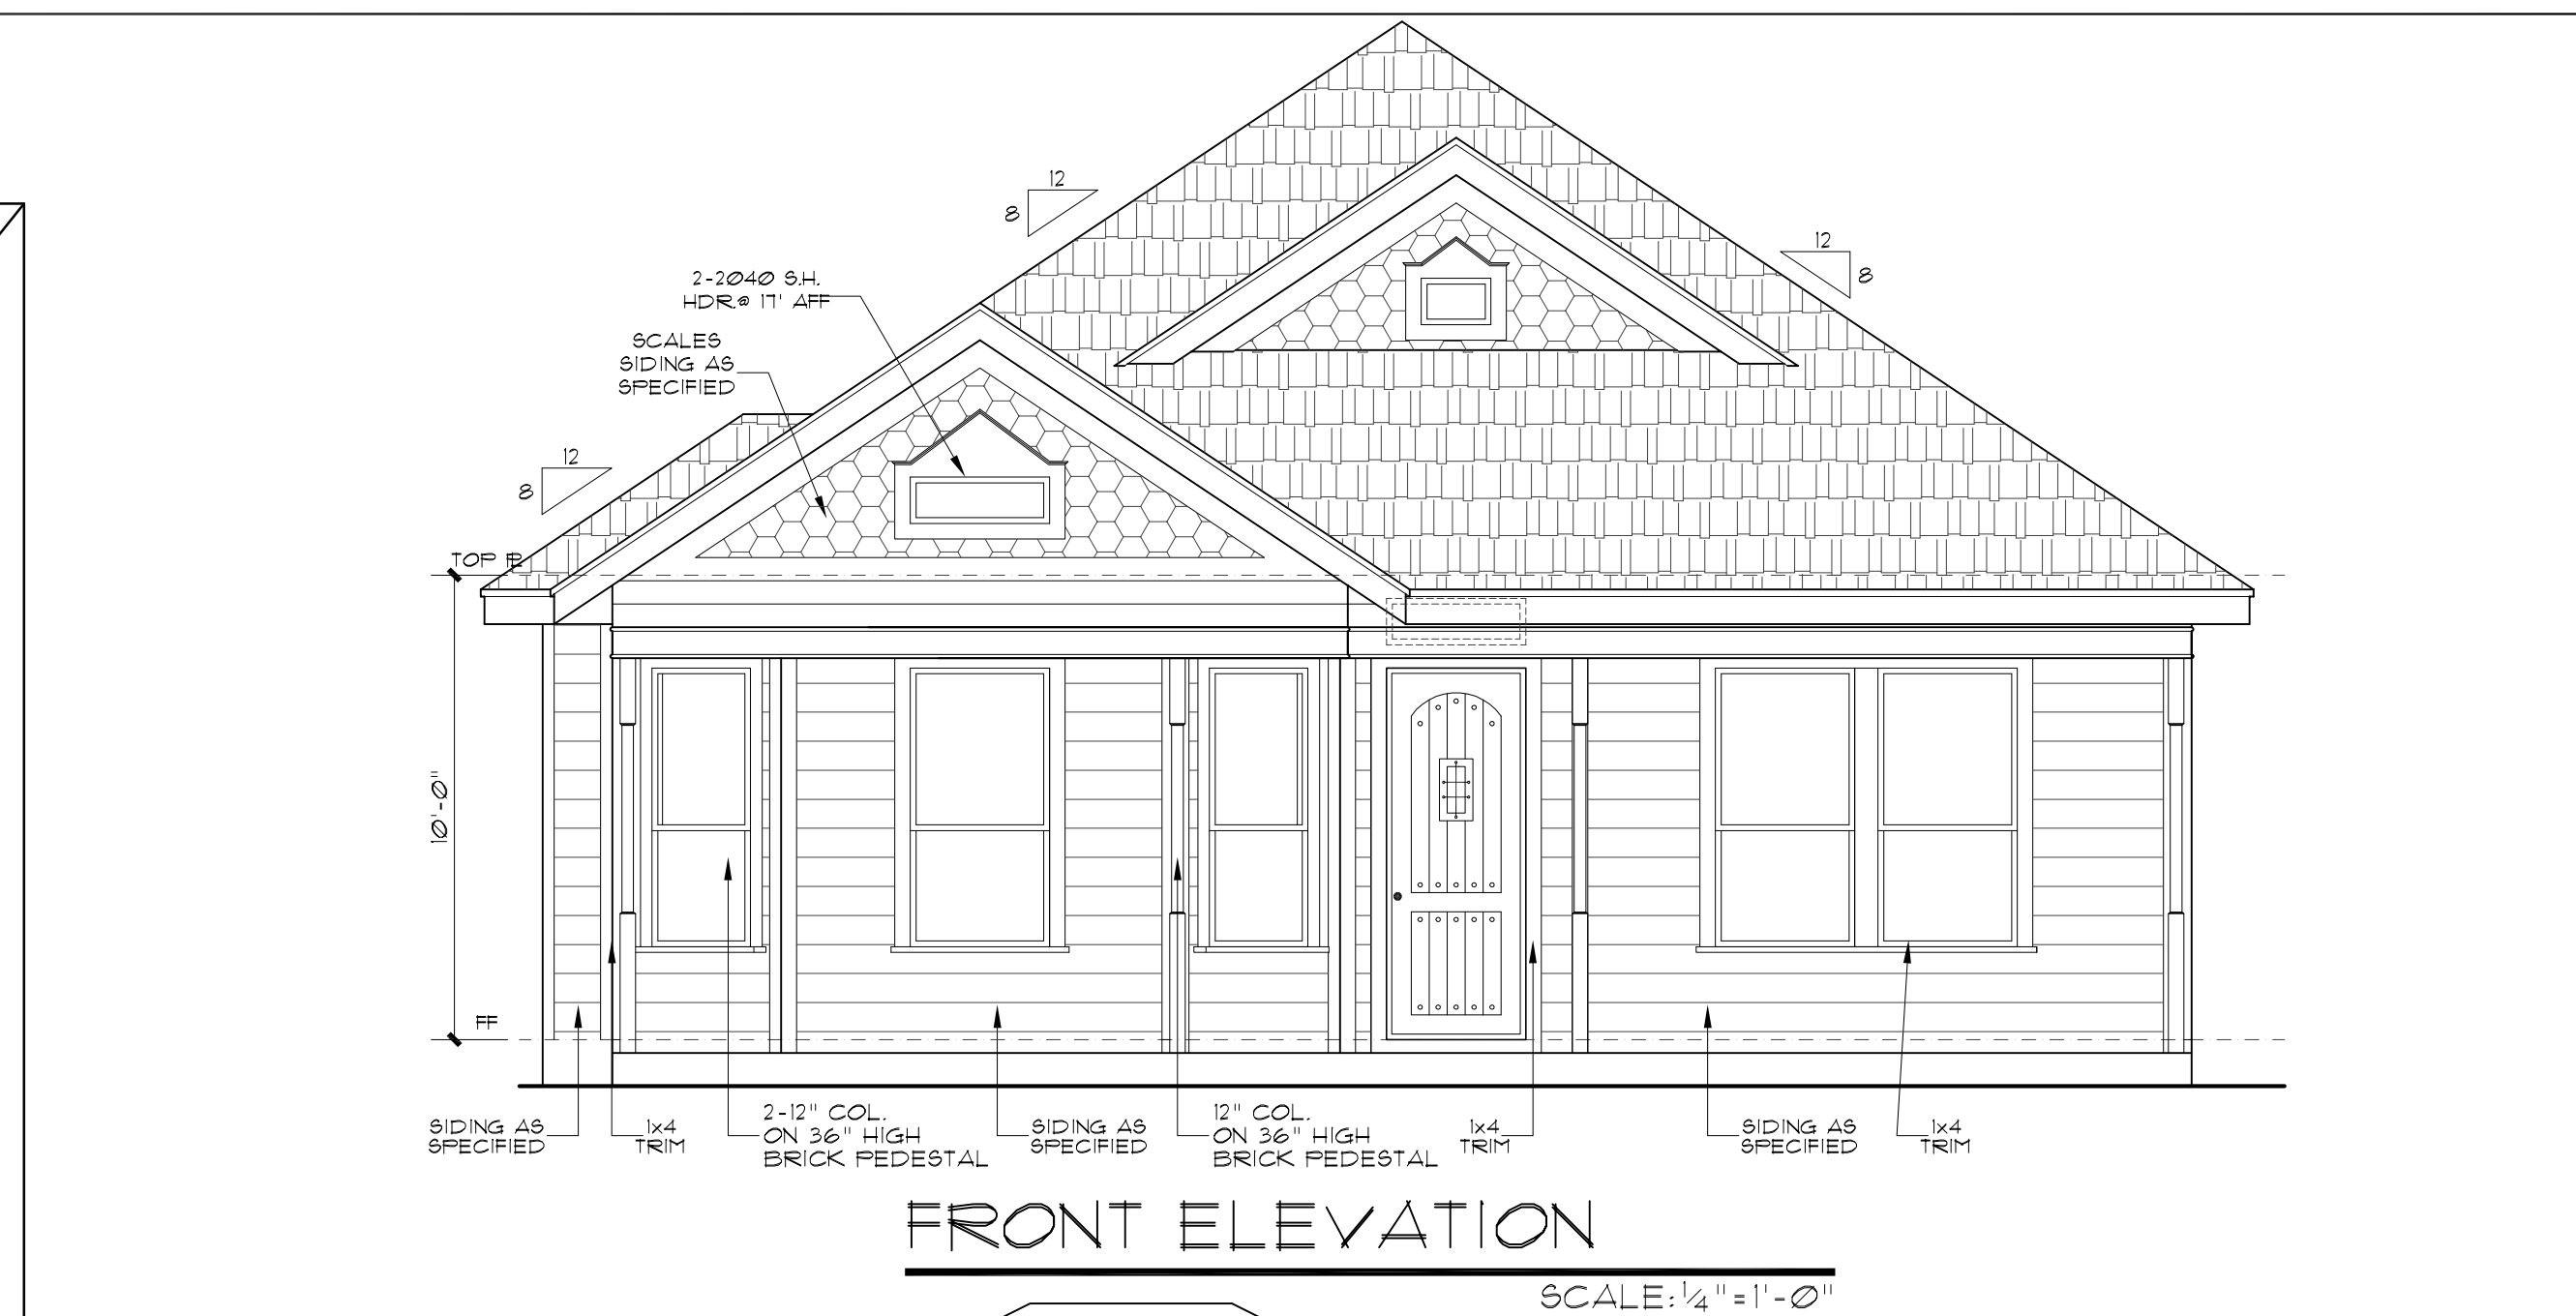 12
8
12
8
2-2040 S.H.
HDR.@ 17' AFF
SCALES
SIDING AS
SPECIFIED
12
8
TOP PL
10'-0"
FF
SIDING AS
SPECIFIED
1x4
TRIM
2-12" COL.
ON 36" HIGH
BRICK PEDESTAL
SIDING AS
SPECIFIED
12" COL.
ON 36" HIGH
BRICK PEDESTAL
1x4
TRIM
SIDING AS
SPECIFIED
1x4
TRIM
FRONT ELEVATION
SCALE: 1/4" = 1'-0"